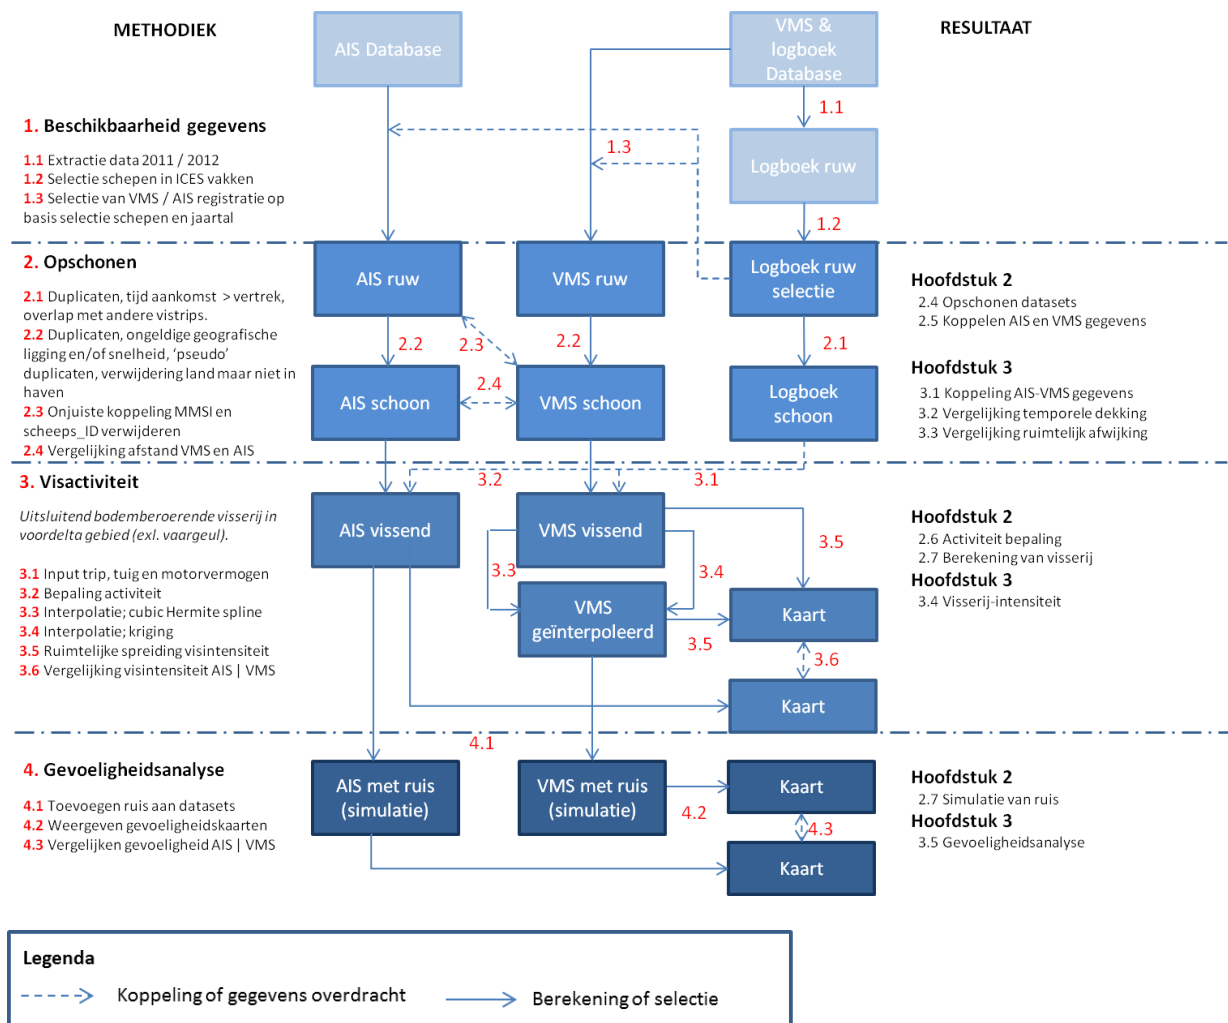 METHODIEK
RESULTAAT
AIS Database
VMS &
logboek
Database
1.1
1. Beschikbaarheid gegevens
1.1 Extractie data 2011 / 2012
1.2 Selectie schepen in ICES vakken
1.3 Selectie van VMS / AIS registratie op
basis selectie schepen en jaartal
1.3
Logboek ruw
1.2
2. Opschonen
2.1 Duplicaten, tijd aankomst > vertrek,
overlap met andere vistrips.
2.2 Duplicaten, ongeldige geografische
ligging en/of snelheid, ‘pseudo’
duplicaten, verwijdering land maar niet in
haven
2.3 Onjuiste koppeling MMSI en
scheeps_ID verwijderen
2.4 Vergelijking afstand VMS en AIS
AIS ruw
VMS ruw
Logboek ruw
selectie
2.2
2.3
2.2
2.1
2.4
AIS schoon
VMS schoon
Logboek
schoon
Hoofdstuk 2
2.4 Opschonen datasets
2.5 Koppelen AIS en VMS gegevens
Hoofdstuk 3
3.1 Koppeling AIS-VMS gegevens
3.2 Vergelijking temporele dekking
3.3 Vergelijking ruimtelijk afwijking
3. Visactiviteit
Uitsluitend bodemberoerende visserij in
voordelta gebied (exl. vaargeul).
3.1 Input trip, tuig en motorvermogen
3.2 Bepaling activiteit
3.3 Interpolatie; cubic Hermite spline
3.4 Interpolatie; kriging
3.5 Ruimtelijke spreiding visintensiteit
3.6 Vergelijking visintensiteit AIS | VMS
3.2
3.1
AIS vissend
VMS vissend
3.5
3.3
3.4
VMS
geïnterpoleerd
3.5
Kaart
3.6
Kaart
Hoofdstuk 2
2.6 Activiteit bepaling
2.7 Berekening van visserij
Hoofdstuk 3
3.4 Visserij-intensiteit
4.1
4. Gevoeligheidsanalyse
4.1 Toevoegen ruis aan datasets
4.2 Weergeven gevoeligheidskaarten
4.3 Vergelijken gevoeligheid AIS | VMS
AIS met ruis
(simulatie)
VMS met ruis
(simulatie)
4.2
Kaart
4.3
Kaart
Hoofdstuk 2
2.7 Simulatie van ruis
Hoofdstuk 3
3.5 Gevoeligheidsanalyse
Legenda
Koppeling of gegevens overdracht
Berekening of selectie